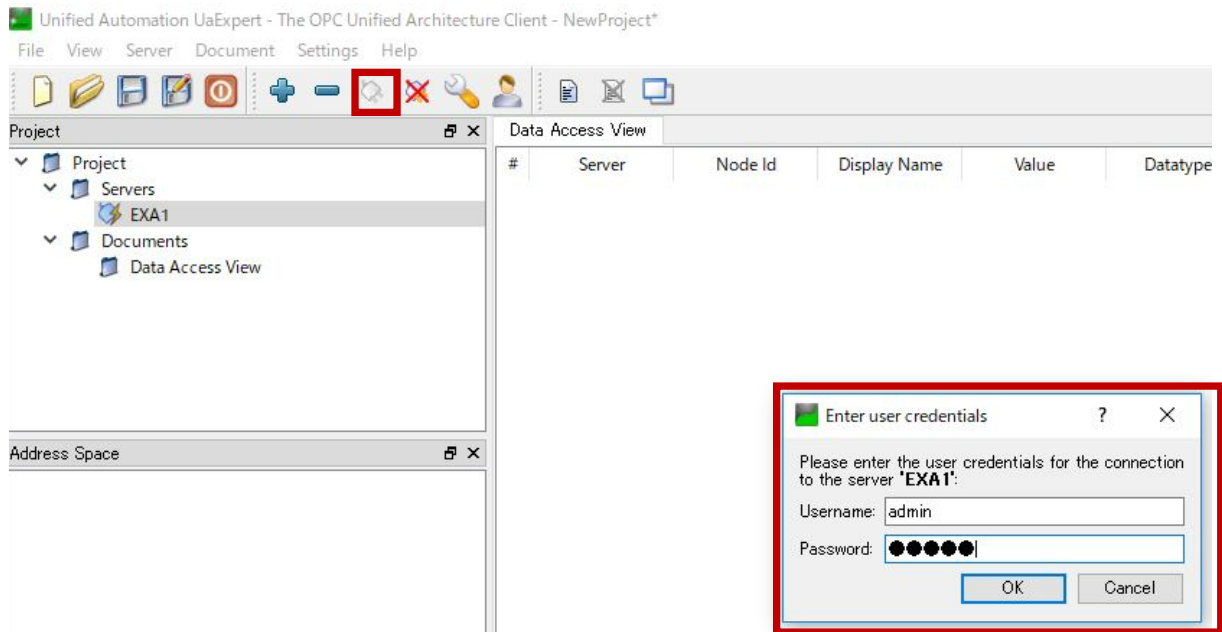 Unified Automation UaExpert - The OPC Unified Architecture Client - NewProject*
File View Server Document Settings Help
Project
Data Access View
Project
# Server Node Id Display Name Value Datatype
Servers
EXA1
Documents
Data Access View
Enter user credentials ?
Address Space
Please enter the user credentials for the connection
to the server 'EXA1':
Username: admin
Password: ●●●●●
OK Cancel